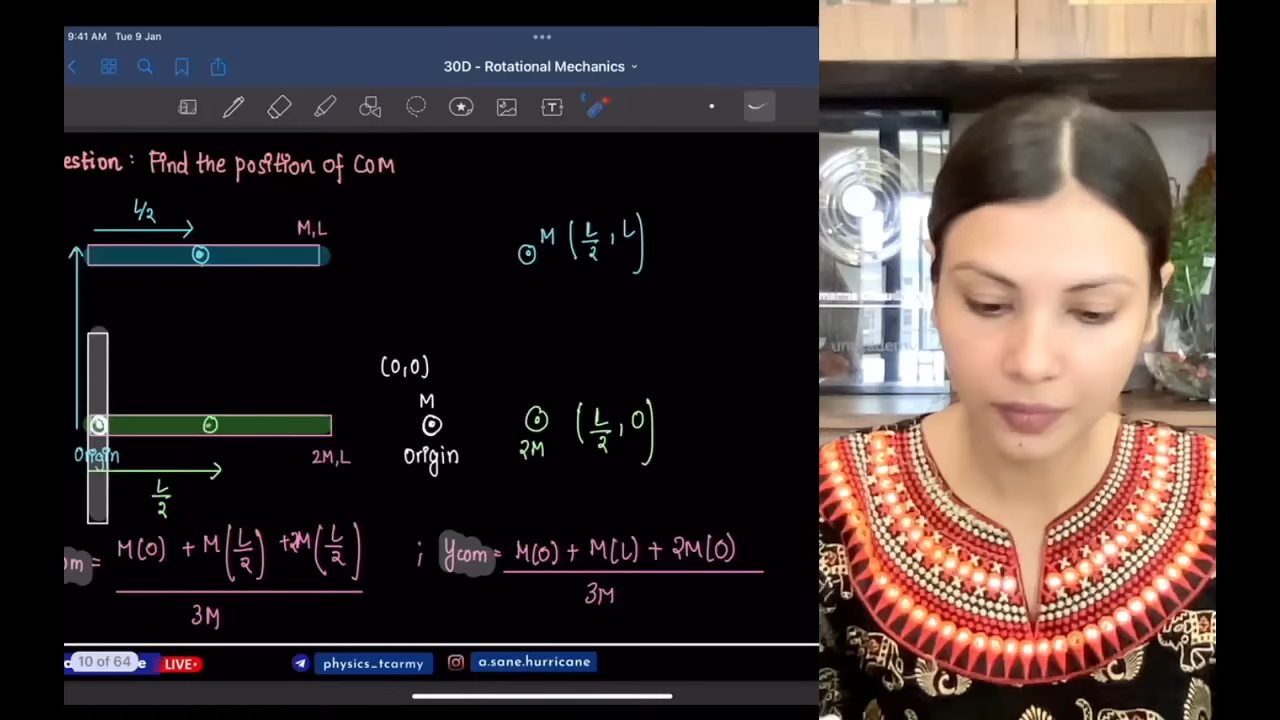 9:41 AM Tue 9 Jan
30D - Rotational Mechanics
estion: Find the position of COM
L/2
M,L
M (L/2, L)
(0,0)
M
Origin
Origin
2M,L
2M (L/2, 0)
L/2
om = M(0) + M(L/2) + 2M(L/2) / 3M ; ycom = M(0) + M(L) + 2M(0) / 3M
10 of 64
e
LIVE
physics_tcarmy
a.sane.hurricane